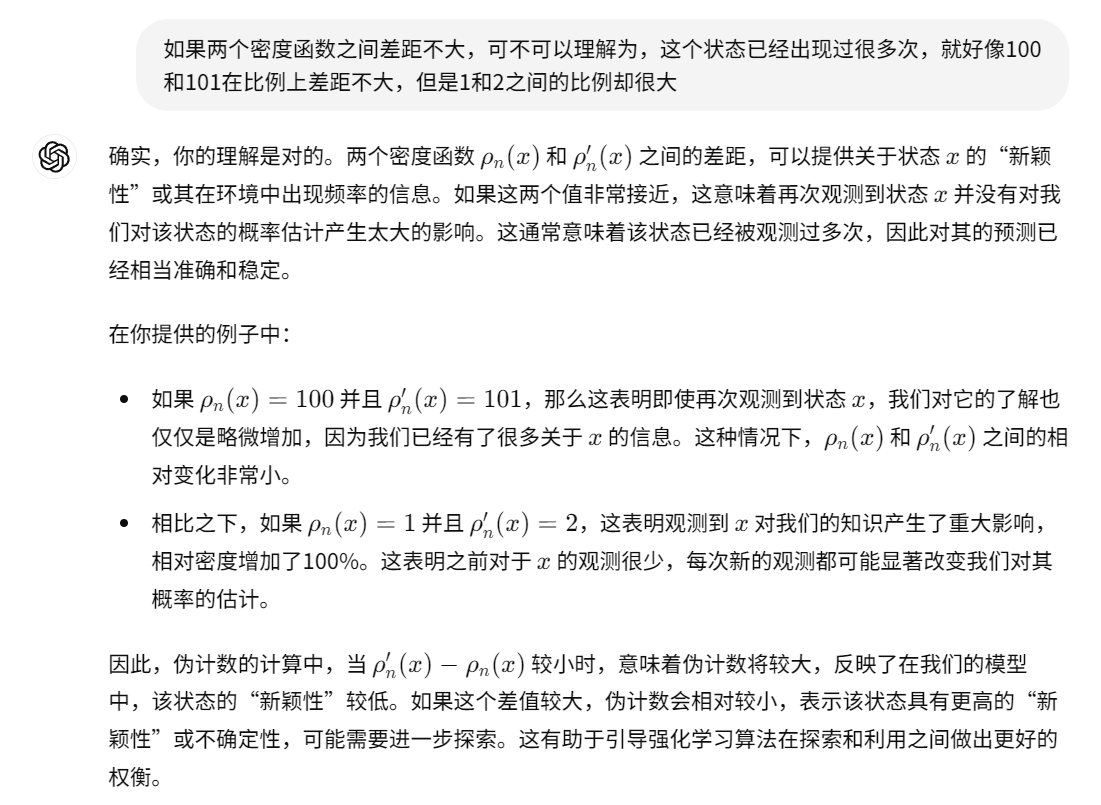 如果两个密度函数之间差距不大，可不可以理解为，这个状态已经出现过很多次，就好像100
和101在比例上差距不大，但是1和2之间的比例却很大
确实，你的理解是对的。两个密度函数 ρₙ(x) 和 ρ′ₙ(x) 之间的差距，可以提供关于状态 x 的“新颖
性”或其在环境中出现频率的信息。如果这两个值非常接近，这意味着再次观测到状态 x 并没有对我
们对该状态的概率估计产生太大的影响。这通常意味着该状态已经被观测过多次，因此对其的预测已
经相当准确和稳定。
在你提供的例子中：
• 如果 ρₙ(x) = 100 并且 ρ′ₙ(x) = 101，那么这表明即使再次观测到状态 x，我们对它的了解也
仅仅是略微增加，因为我们已经有了很多关于 x 的信息。这种情况下，ρₙ(x) 和 ρ′ₙ(x) 之间的相
对变化非常小。
• 相比之下，如果 ρₙ(x) = 1 并且 ρ′ₙ(x) = 2，这表明观测到 x 对我们的知识产生了重大影响，
相对密度增加了100%。这表明之前对于 x 的观测很少，每次新的观测都可能显著改变我们对其
概率的估计。
因此，伪计数的计算中，当 ρ′ₙ(x) − ρₙ(x) 较小时，意味着伪计数将较大，反映了在我们的模型
中，该状态的“新颖性”较低。如果这个差值较大，伪计数会相对较小，表示该状态具有更高的“新
颖性”或不确定性，可能需要进一步探索。这有助于引导强化学习算法在探索和利用之间做出更好的
权衡。